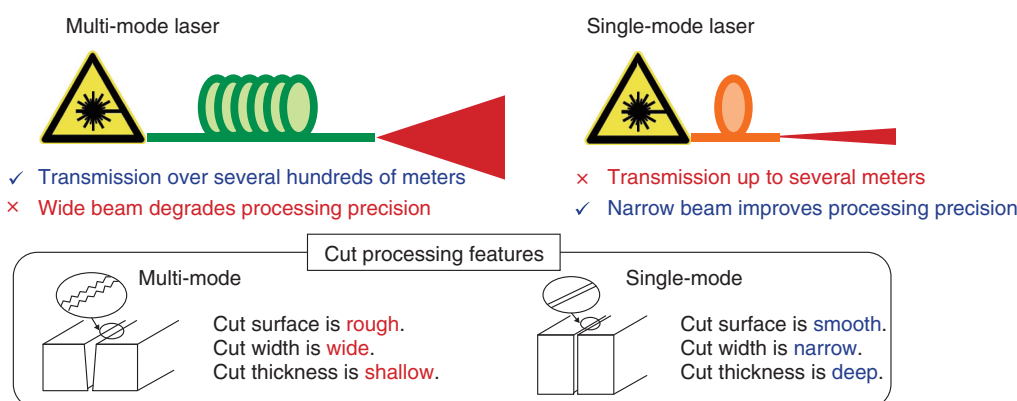 Multi-mode laser
Single-mode laser
✓ Transmission over several hundreds of meters
× Wide beam degrades processing precision
× Transmission up to several meters
✓ Narrow beam improves processing precision
Cut processing features
Multi-mode
Cut surface is rough.
Cut width is wide.
Cut thickness is shallow.
Single-mode
Cut surface is smooth.
Cut width is narrow.
Cut thickness is deep.